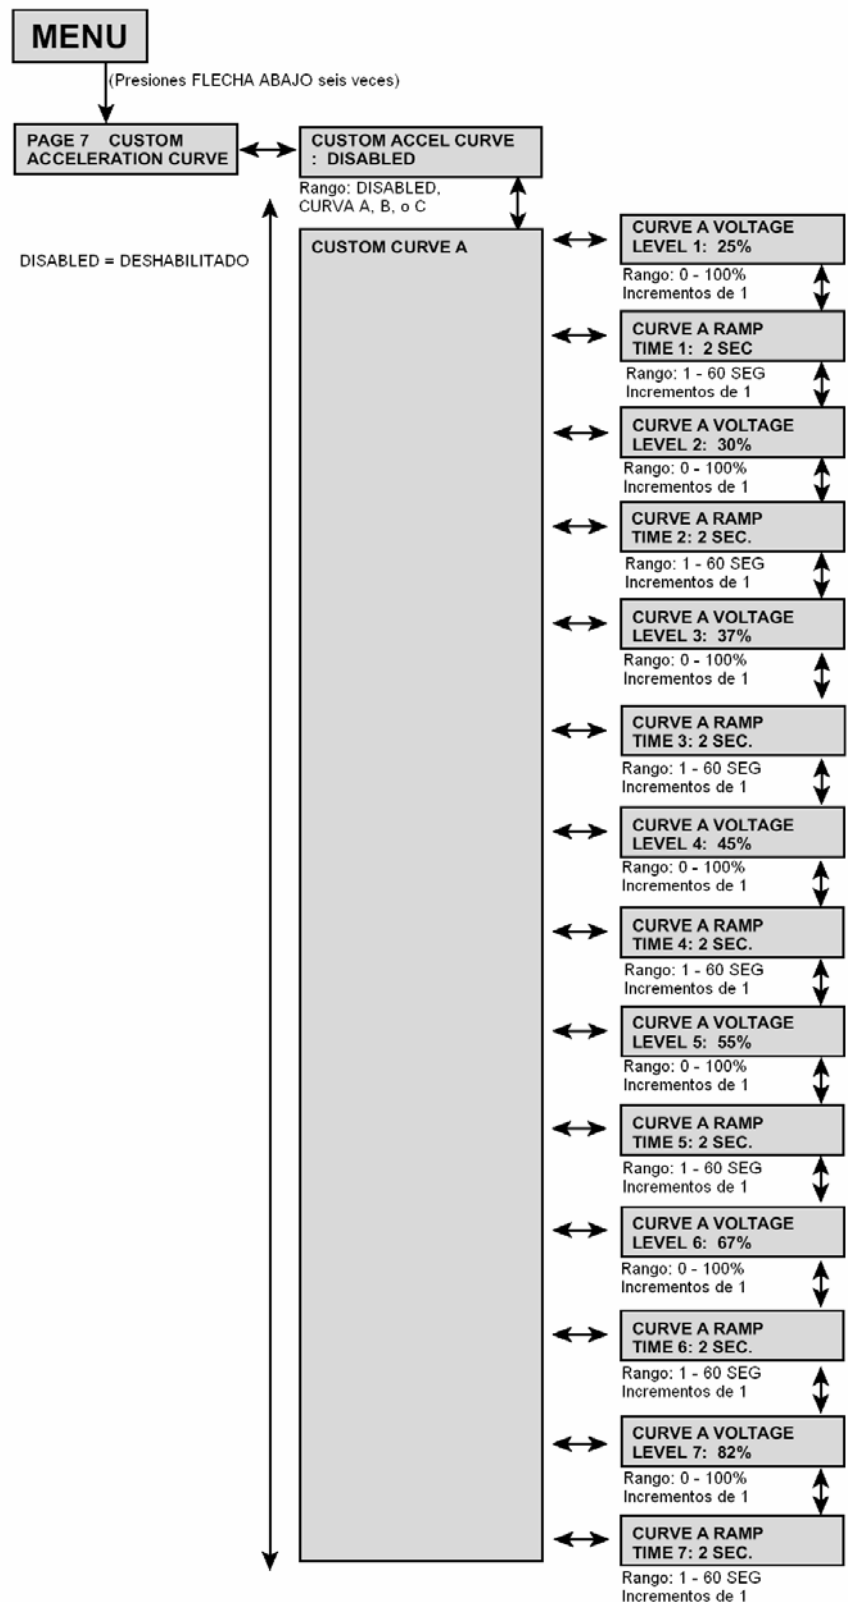 MENU
(Presiones FLECHA ABAJO seis veces)
PAGE 7 CUSTOM
ACCELERATION CURVE
CUSTOM ACCEL CURVE
: DISABLED
Rango: DISABLED,
CURVA A, B, o C
DISABLED = DESHABILITADO
CUSTOM CURVE A
CURVE A VOLTAGE
LEVEL 1: 25%
Rango: 0 - 100%
Incrementos de 1
CURVE A RAMP
TIME 1: 2 SEC
Rango: 1 - 60 SEG
Incrementos de 1
CURVE A VOLTAGE
LEVEL 2: 30%
Rango: 0 - 100%
Incrementos de 1
CURVE A RAMP
TIME 2: 2 SEC.
Rango: 1 - 60 SEG
Incrementos de 1
CURVE A VOLTAGE
LEVEL 3: 37%
Rango: 0 - 100%
Incrementos de 1
CURVE A RAMP
TIME 3: 2 SEC.
Rango: 1 - 60 SEG
Incrementos de 1
CURVE A VOLTAGE
LEVEL 4: 45%
Rango: 0 - 100%
Incrementos de 1
CURVE A RAMP
TIME 4: 2 SEC.
Rango: 1 - 60 SEG
Incrementos de 1
CURVE A VOLTAGE
LEVEL 5: 55%
Rango: 0 - 100%
Incrementos de 1
CURVE A RAMP
TIME 5: 2 SEC.
Rango: 1 - 60 SEG
Incrementos de 1
CURVE A VOLTAGE
LEVEL 6: 67%
Rango: 0 - 100%
Incrementos de 1
CURVE A RAMP
TIME 6: 2 SEC.
Rango: 1 - 60 SEG
Incrementos de 1
CURVE A VOLTAGE
LEVEL 7: 82%
Rango: 0 - 100%
Incrementos de 1
CURVE A RAMP
TIME 7: 2 SEC.
Rango: 1 - 60 SEG
Incrementos de 1